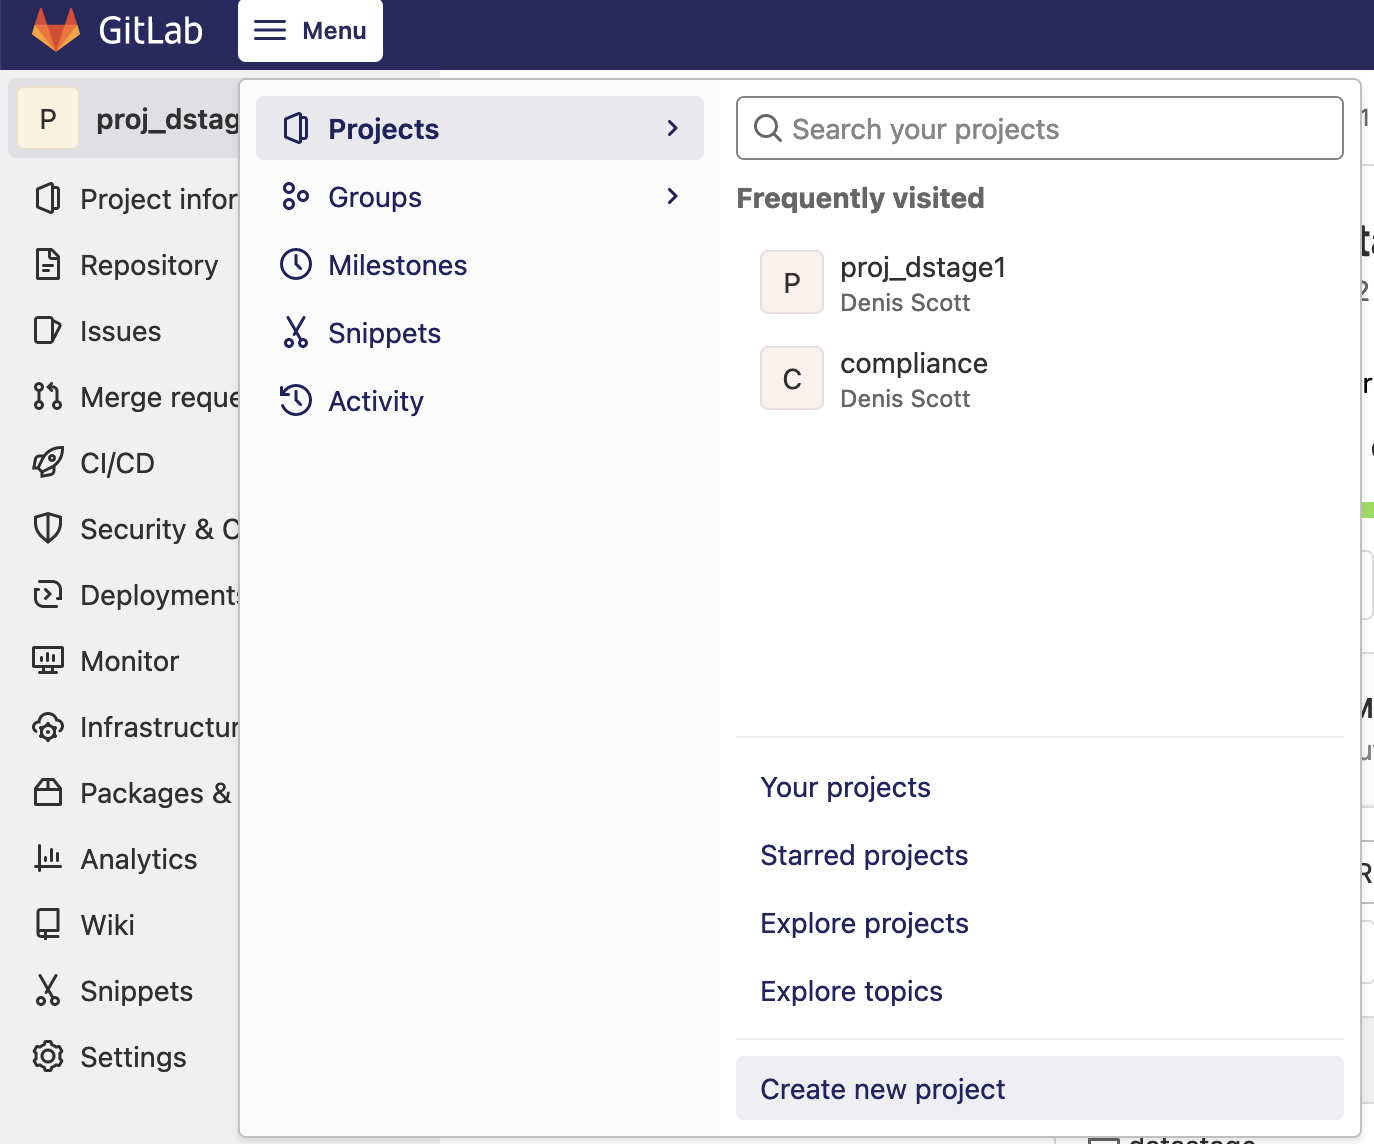 GitLab
Menu
P
proj_dstag
Project infor
Repository
Issues
Merge reque
CI/CD
Security & C
Deployments
Monitor
Infrastructur
Packages &
Analytics
Wiki
Snippets
Settings
Projects
Groups
Milestones
Snippets
Activity
Search your projects
Frequently visited
P
proj_dstage1
Denis Scott
C
compliance
Denis Scott
Your projects
Starred projects
Explore projects
Explore topics
Create new project